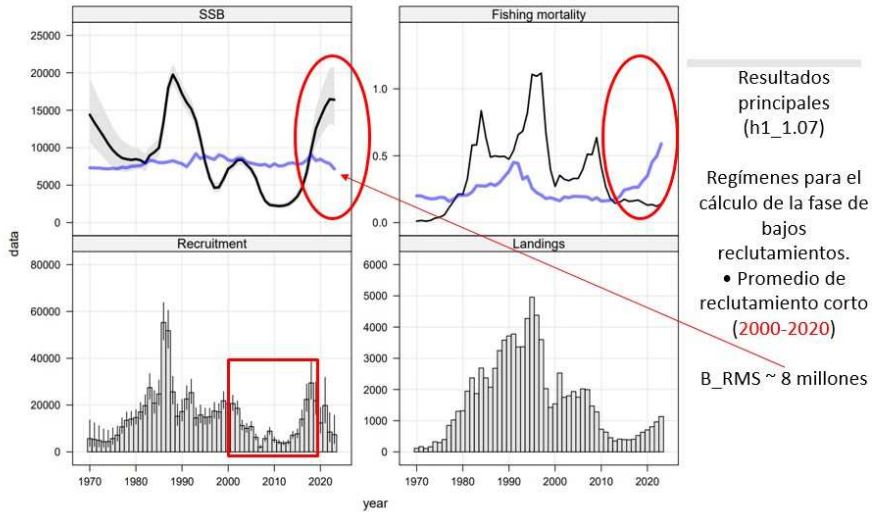 SSB
Fishing mortality
25000
20000
15000
10000
5000
0
1.0
0.5
0.0
data
Recruitment
Landings
80000
60000
40000
20000
0
6000
5000
4000
3000
2000
1000
0
1970 1980 1990 2000 2010 2020
1970 1980 1990 2000 2010 2020
year
Resultados
principales
(h1_1.07)
Regímenes para el
cálculo de la fase de
bajos
reclutamientos.
• Promedio de
reclutamiento corto
(2000-2020)
B_RMS ~ 8 millones